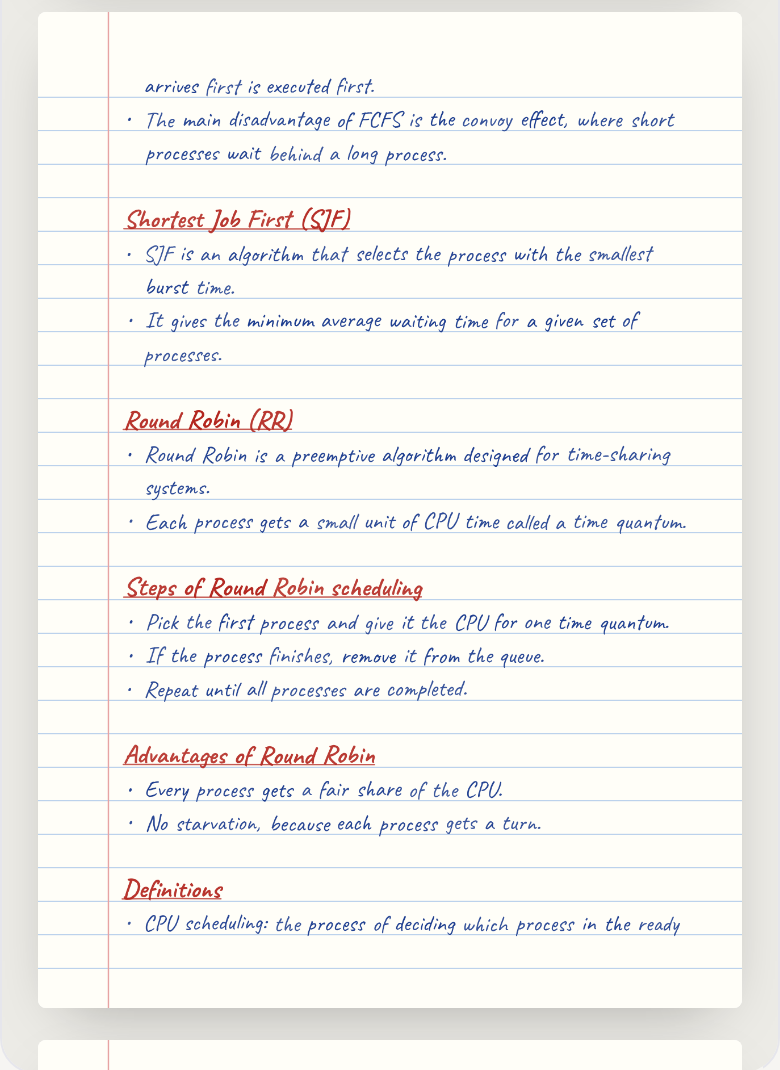 arrives first is executed first.
• The main disadvantage of FCFS is the convoy effect, where short
processes wait behind a long process.
Shortest Job First (SJF)
• SJF is an algorithm that selects the process with the smallest
burst time.
• It gives the minimum average waiting time for a given set of
processes.
Round Robin (RR)
• Round Robin is a preemptive algorithm designed for time-sharing
systems.
• Each process gets a small unit of CPU time called a time quantum.
Steps of Round Robin scheduling
• Pick the first process and give it the CPU for one time quantum.
• If the process finishes, remove it from the queue.
• Repeat until all processes are completed.
Advantages of Round Robin
• Every process gets a fair share of the CPU.
• No starvation, because each process gets a turn.
Definitions
• CPU scheduling: the process of deciding which process in the ready